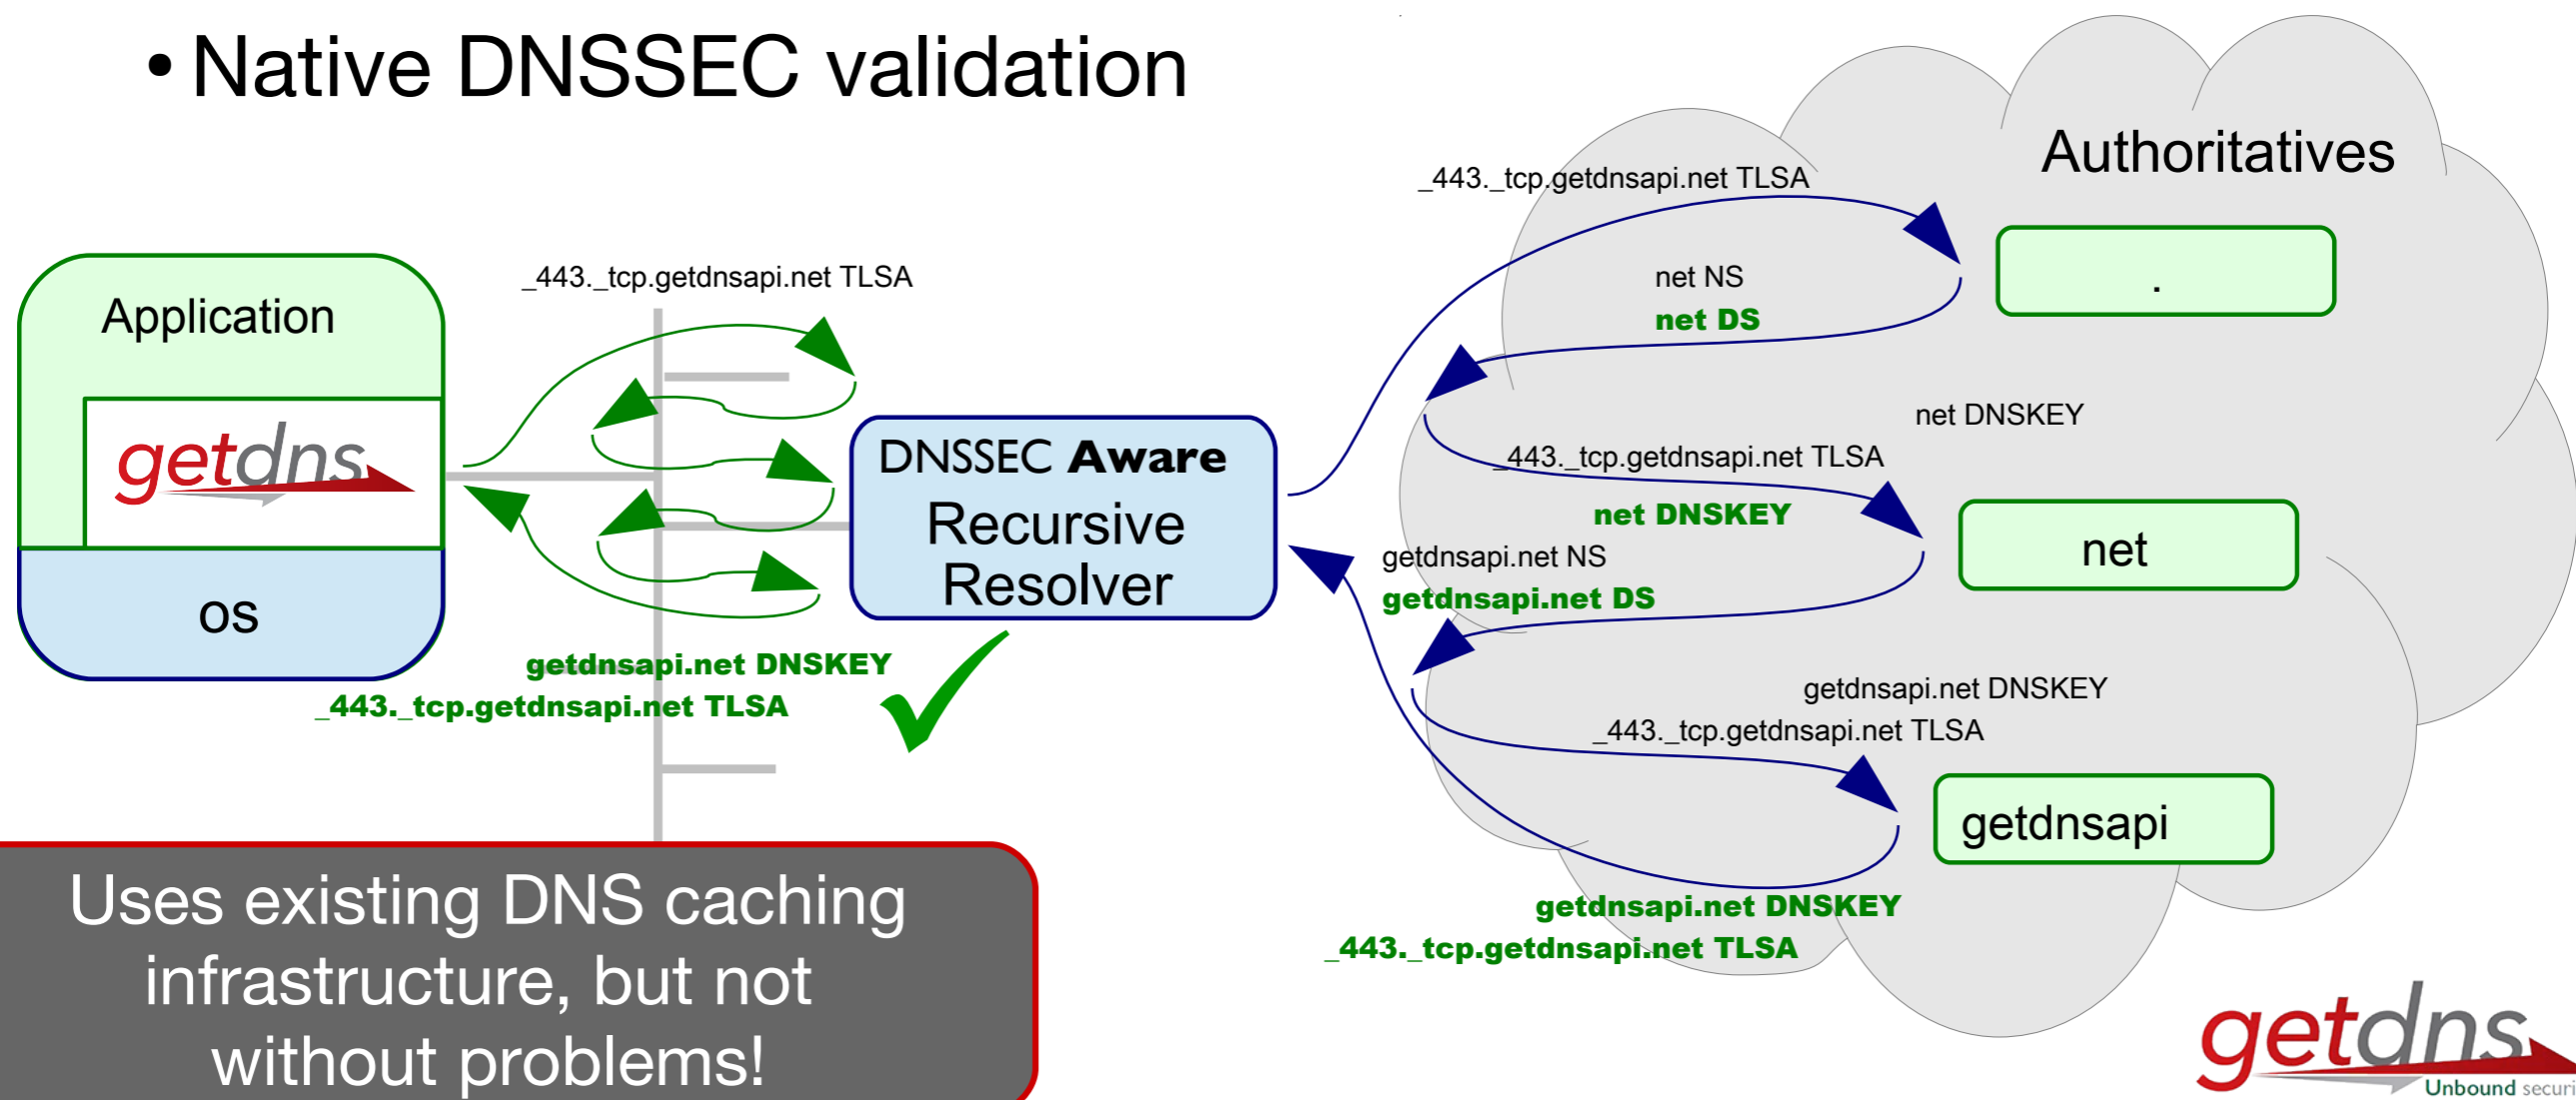 • Native DNSSEC validation
Authoritatives
_443._tcp.getdnsapi.net TLSA
.
net NS
net DS
_443._tcp.getdnsapi.net TLSA
Application
getdns
os
DNSSEC Aware
Recursive
Resolver
net DNSKEY
_443._tcp.getdnsapi.net TLSA
net DNSKEY
net
getdnsapi.net NS
getdnsapi.net DS
getdnsapi.net DNSKEY
_443._tcp.getdnsapi.net TLSA
getdnsapi.net DNSKEY
_443._tcp.getdnsapi.net TLSA
getdnsapi
getdnsapi.net DNSKEY
_443._tcp.getdnsapi.net TLSA
Uses existing DNS caching
infrastructure, but not
without problems!
getdns
Unbound securi